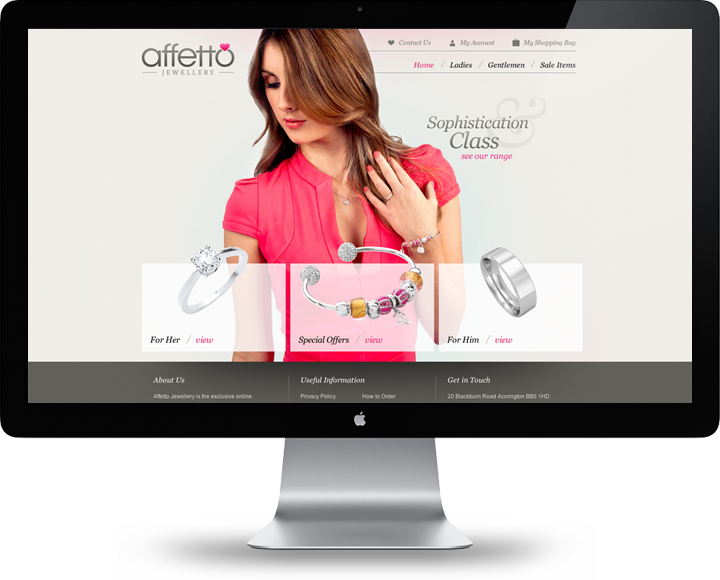 affetto
JEWELLERY
Contact Us My Account My Shopping Bag
Home / Ladies / Gentlemen / Sale Items
&
Sophistication
Class
see our range
For Her / view
Special Offers / view
For Him / view
About Us
Useful Information
Get in Touch
Affetto Jewellery is the exclusive online
Privacy Policy
How to Order
20 Blackburn Road Accrington BB5 1HD